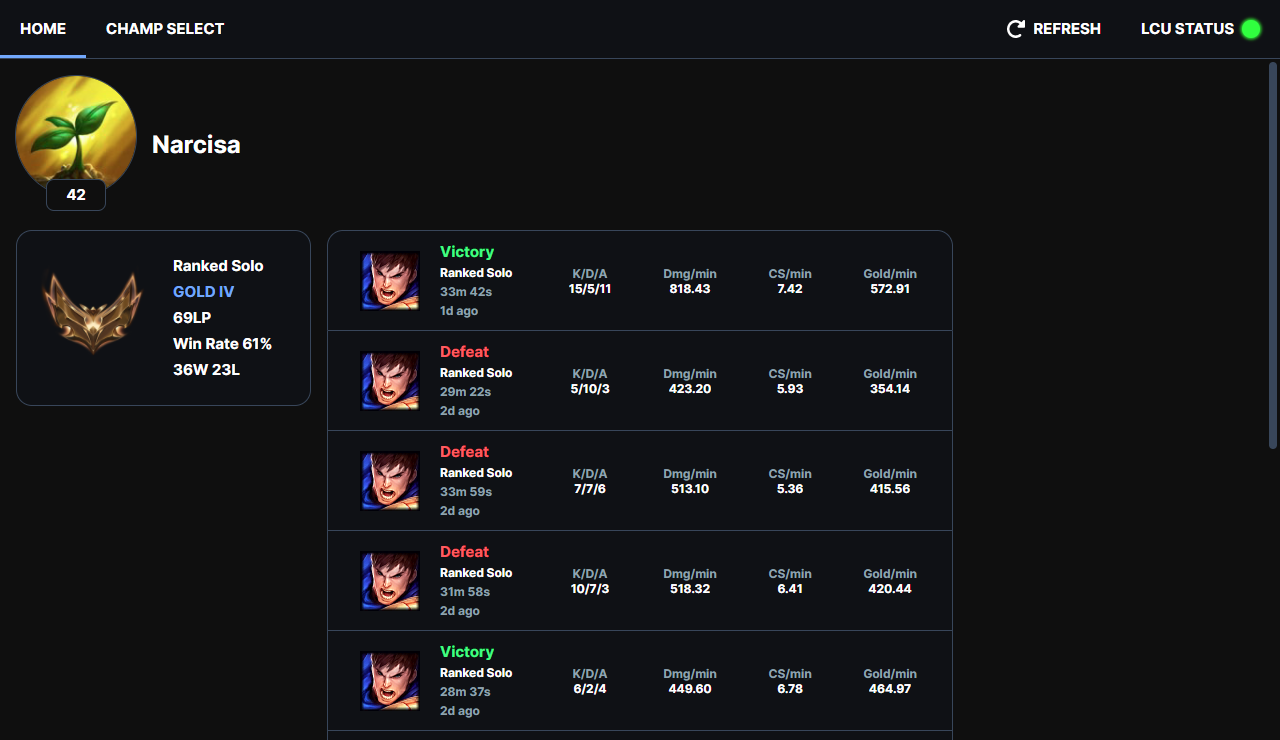 HOME
CHAMP SELECT
REFRESH
LCU STATUS
Narcisa
42
Ranked Solo
GOLD IV
69LP
Win Rate 61%
36W 23L
Victory
Ranked Solo
33m 42s
1d ago
K/D/A
15/5/11
Dmg/min
818.43
CS/min
7.42
Gold/min
572.91
Defeat
Ranked Solo
29m 22s
2d ago
K/D/A
5/10/3
Dmg/min
423.20
CS/min
5.93
Gold/min
354.14
Defeat
Ranked Solo
33m 59s
2d ago
K/D/A
7/7/6
Dmg/min
513.10
CS/min
5.36
Gold/min
415.56
Defeat
Ranked Solo
31m 58s
2d ago
K/D/A
10/7/3
Dmg/min
518.32
CS/min
6.41
Gold/min
420.44
Victory
Ranked Solo
28m 37s
2d ago
K/D/A
6/2/4
Dmg/min
449.60
CS/min
6.78
Gold/min
464.97